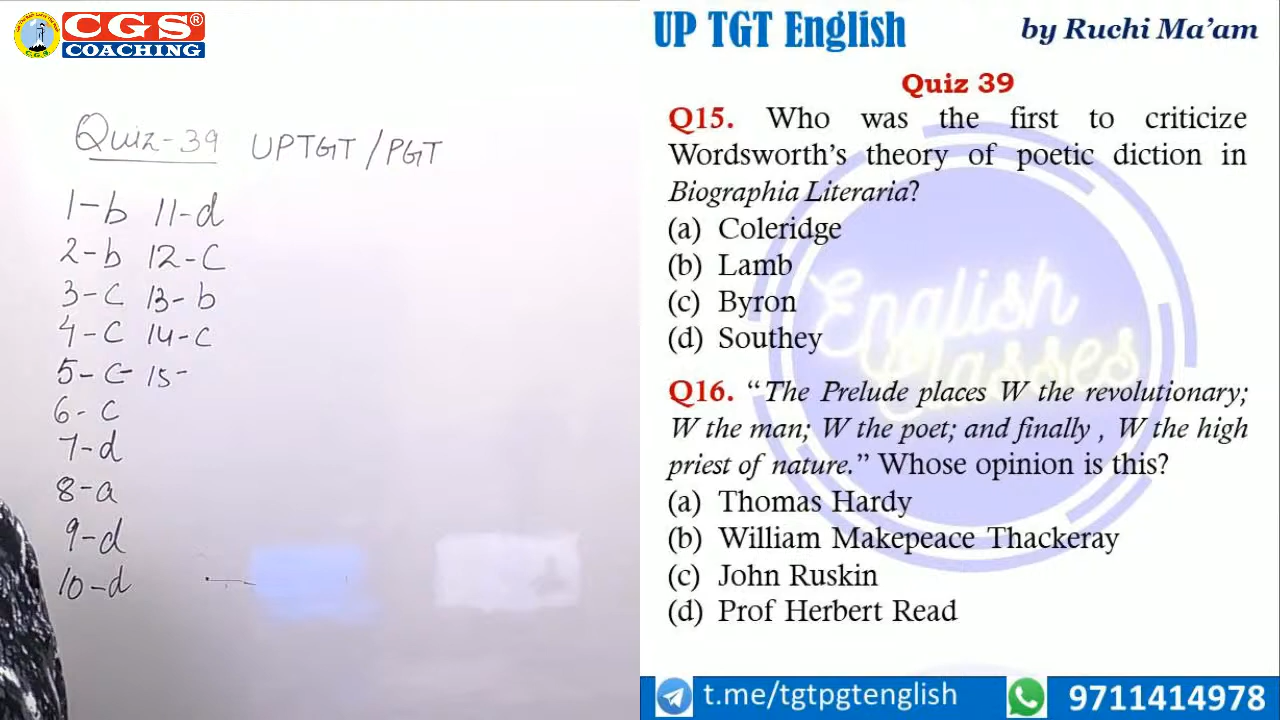 CGS®
COACHING
C.G.S.
Quiz-39 UPTGT/PGT
1-b 11-d
2-b 12-C
3-C 13-b
4-C 14-C
5-C- 15-
6-C
7-d
8-a
9-d
10-d
UP TGT English by Ruchi Ma'am
Quiz 39
Q15. Who was the first to criticize
Wordsworth's theory of poetic diction in
Biographia Literaria?
(a) Coleridge
(b) Lamb
(c) Byron
(d) Southey
English
Classes
Q16. “The Prelude places W the revolutionary;
W the man; W the poet; and finally , W the high
priest of nature.” Whose opinion is this?
(a) Thomas Hardy
(b) William Makepeace Thackeray
(c) John Ruskin
(d) Prof Herbert Read
t.me/tgtpgtenglish 9711414978